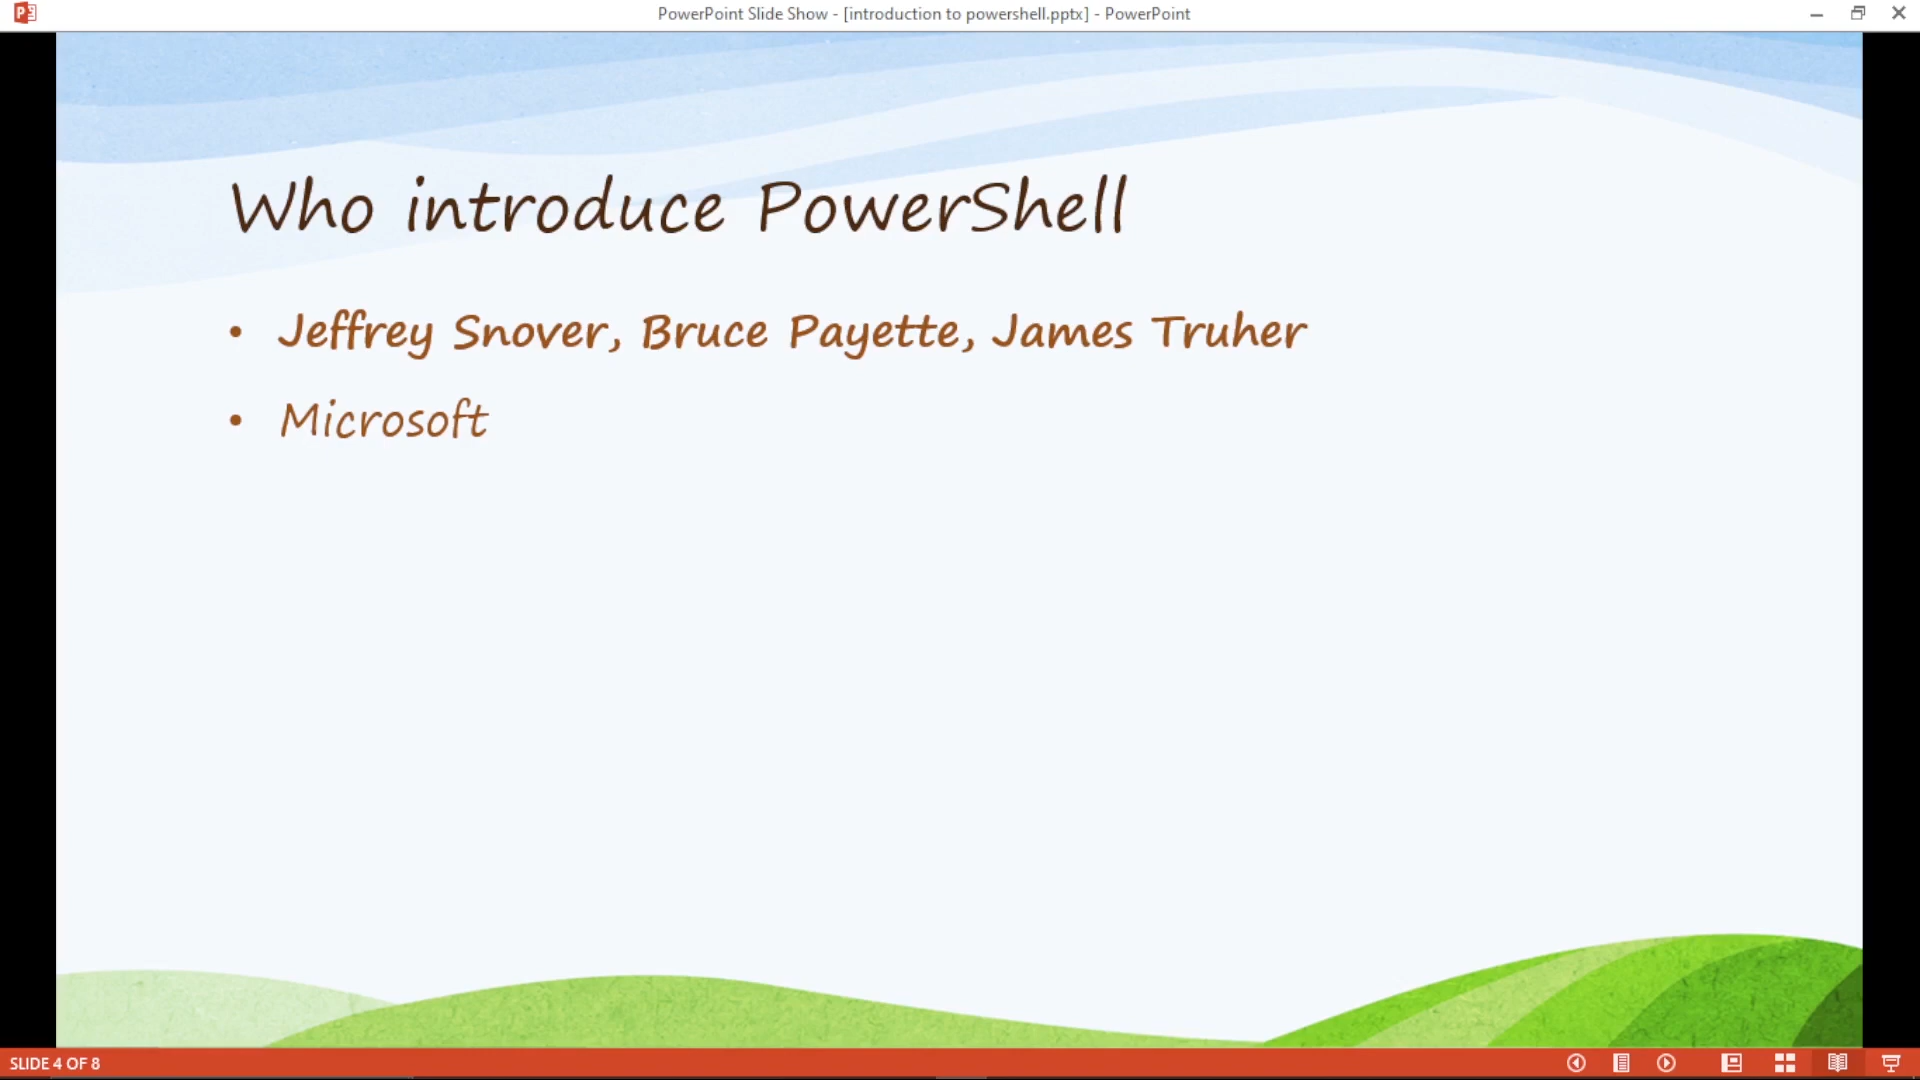 PowerPoint Slide Show - [introduction to powershell.pptx] - PowerPoint
Who introduce PowerShell
• Jeffrey Snover, Bruce Payette, James Truher
• Microsoft
SLIDE 4 OF 8